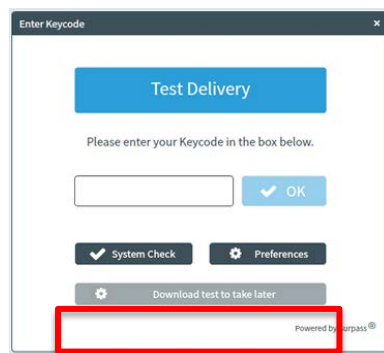 Enter Keycode ×
Test Delivery
Please enter your Keycode in the box below.
OK
System Check Preferences
Download test to take later
Powered by Surpass®